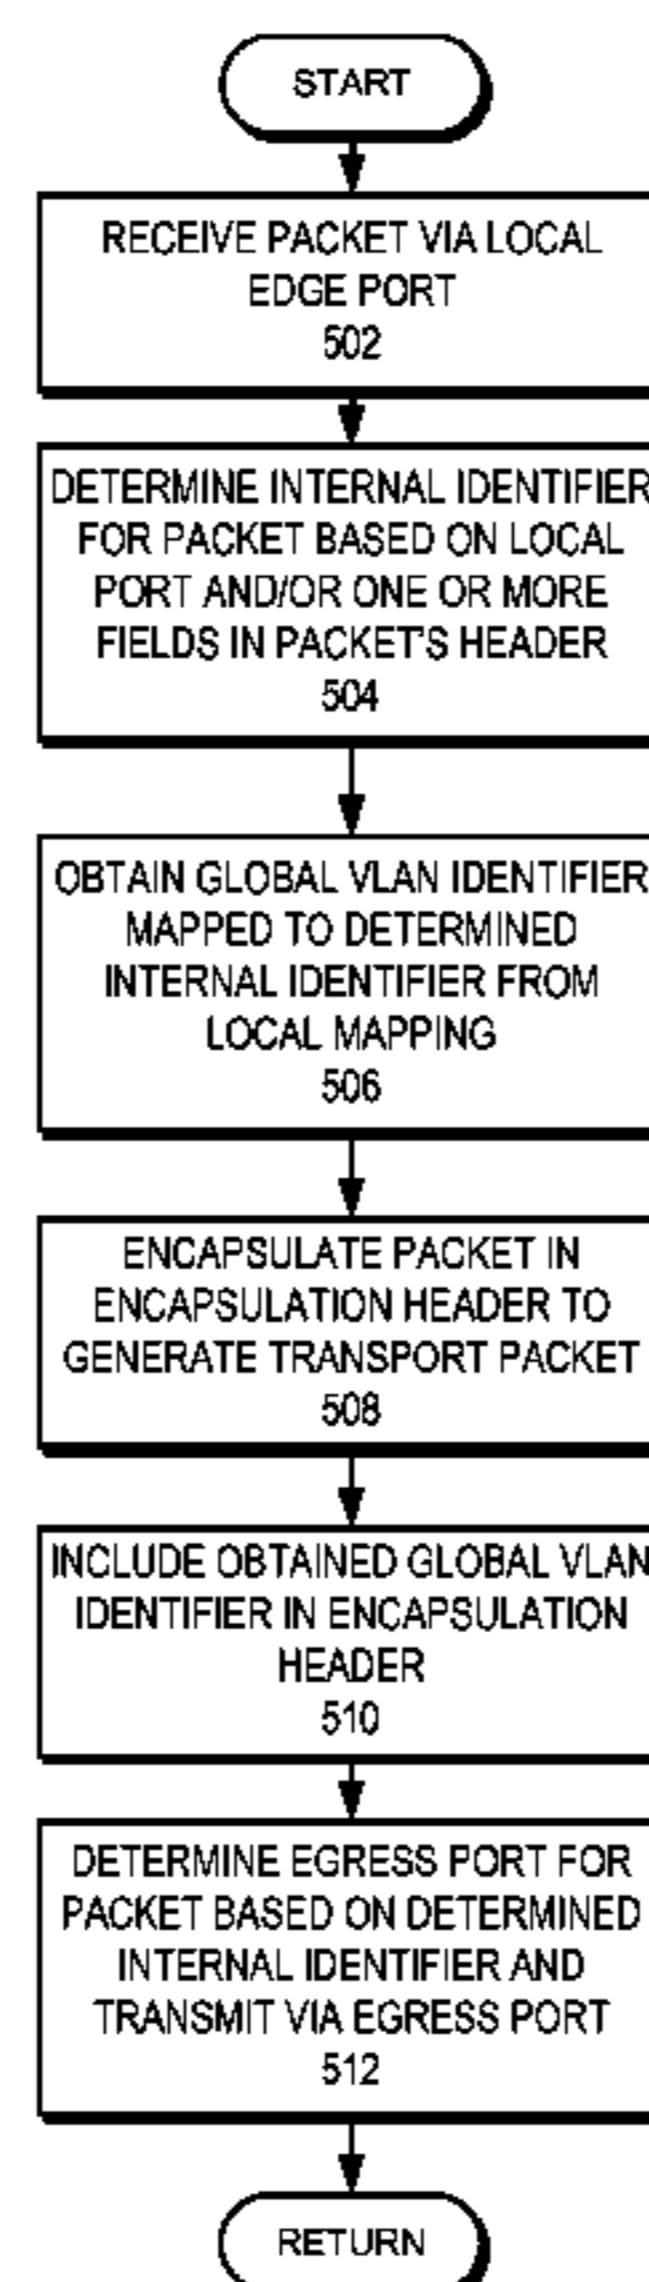 START
RECEIVE PACKET VIA LOCAL
EDGE PORT
502
DETERMINE INTERNAL IDENTIFIER
FOR PACKET BASED ON LOCAL
PORT AND/OR ONE OR MORE
FIELDS IN PACKET'S HEADER
504
OBTAIN GLOBAL VLAN IDENTIFIER
MAPPED TO DETERMINED
INTERNAL IDENTIFIER FROM
LOCAL MAPPING
506
ENCAPSULATE PACKET IN
ENCAPSULATION HEADER TO
GENERATE TRANSPORT PACKET
508
INCLUDE OBTAINED GLOBAL VLAN
IDENTIFIER IN ENCAPSULATION
HEADER
510
DETERMINE EGRESS PORT FOR
PACKET BASED ON DETERMINED
INTERNAL IDENTIFIER AND
TRANSMIT VIA EGRESS PORT
512
RETURN